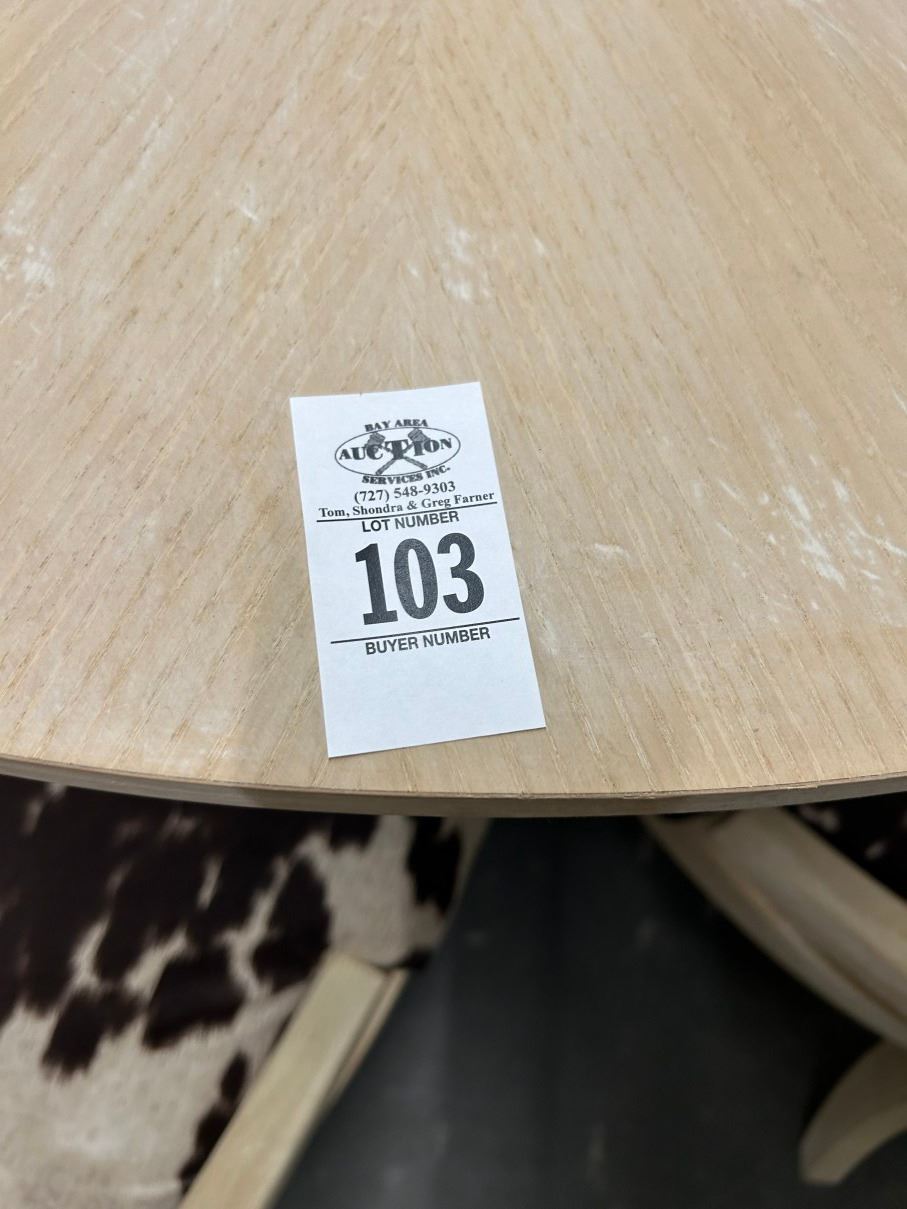 BAY AREA
AUCTION
SERVICES INC.
(727) 548-9303
Tom, Shondra & Greg Farner
LOT NUMBER
103
BUYER NUMBER